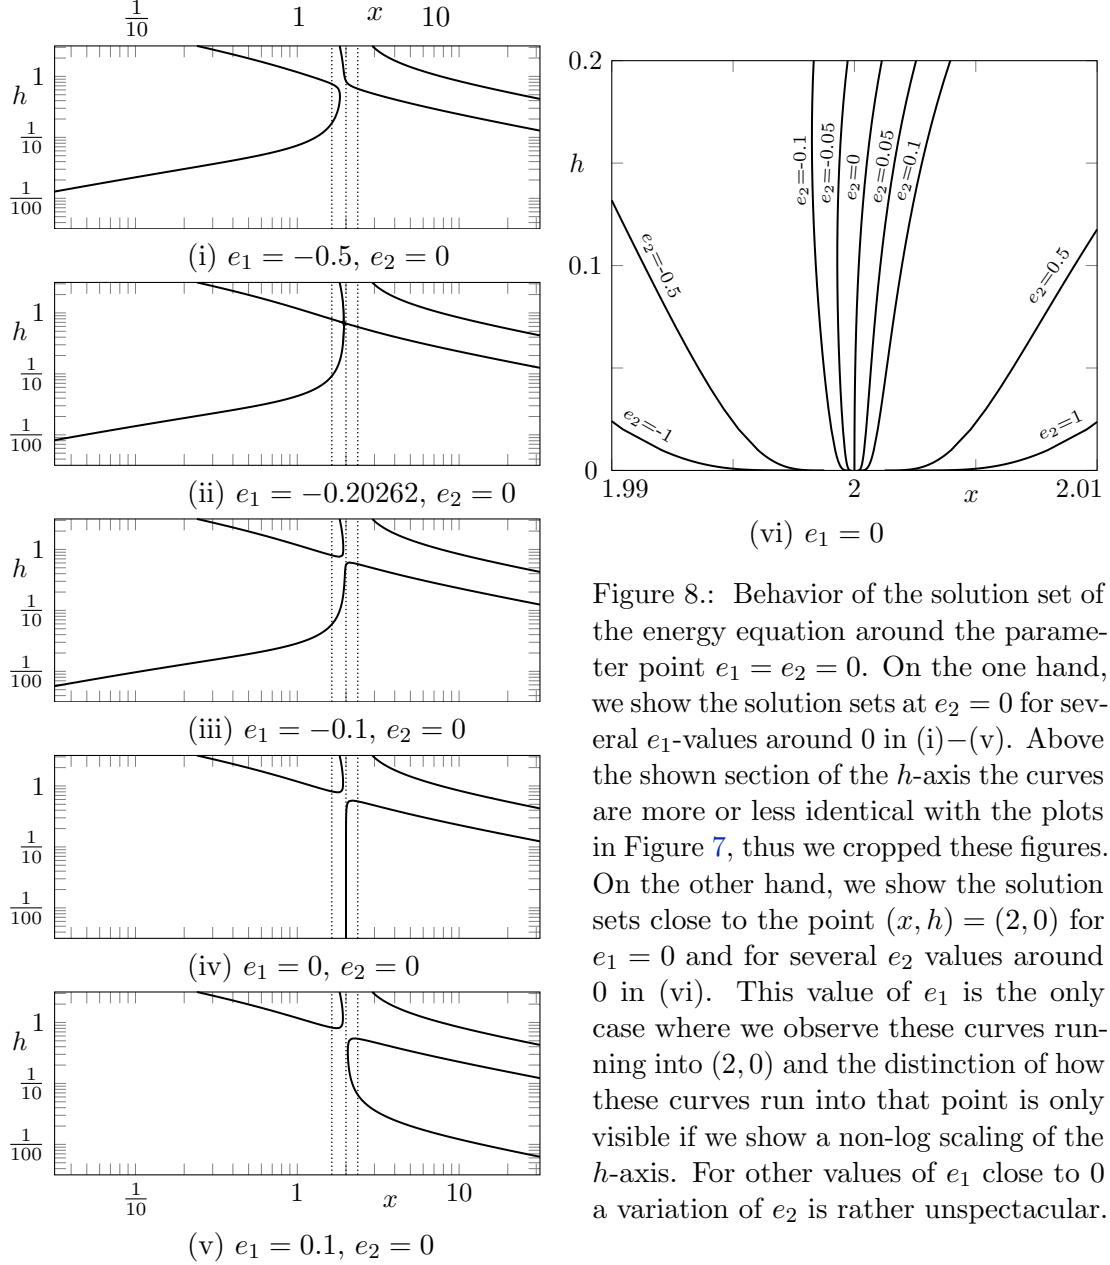 1/10 1 x 10
1
h
1/10
1/100
(i) e₁ = −0.5, e₂ = 0
1
h
1/10
1/100
(ii) e₁ = −0.20262, e₂ = 0
1
h
1/10
1/100
(iii) e₁ = −0.1, e₂ = 0
1
h
1/10
1/100
(iv) e₁ = 0, e₂ = 0
1
h
1/10
1/100
1/10 1 x 10
(v) e₁ = 0.1, e₂ = 0
0.2
h
0.1
0
e₂=-0.1
e₂=-0.05
e₂=0
e₂=0.05
e₂=0.1
e₂=-0.5
e₂=0.5
e₂=-1
e₂=1
1.99 2 x 2.01
(vi) e₁ = 0
Figure 8.: Behavior of the solution set of
the energy equation around the parame-
ter point e₁ = e₂ = 0. On the one hand,
we show the solution sets at e₂ = 0 for sev-
eral e₁-values around 0 in (i)−(v). Above
the shown section of the h-axis the curves
are more or less identical with the plots
in Figure 7, thus we cropped these figures.
On the other hand, we show the solution
sets close to the point (x, h) = (2, 0) for
e₁ = 0 and for several e₂ values around
0 in (vi). This value of e₁ is the only
case where we observe these curves run-
ning into (2, 0) and the distinction of how
these curves run into that point is only
visible if we show a non-log scaling of the
h-axis. For other values of e₁ close to 0
a variation of e₂ is rather unspectacular.